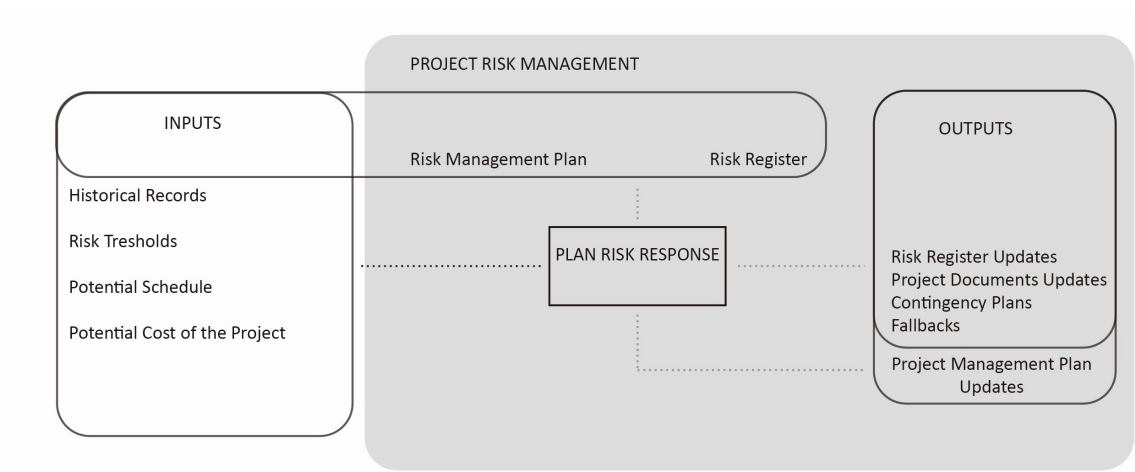 PROJECT RISK MANAGEMENT
INPUTS
Risk Management Plan
Risk Register
Historical Records
Risk Tresholds
Potential Schedule
Potential Cost of the Project
PLAN RISK RESPONSE
OUTPUTS
Risk Register Updates
Project Documents Updates
Contingency Plans
Fallbacks
Project Management Plan
Updates